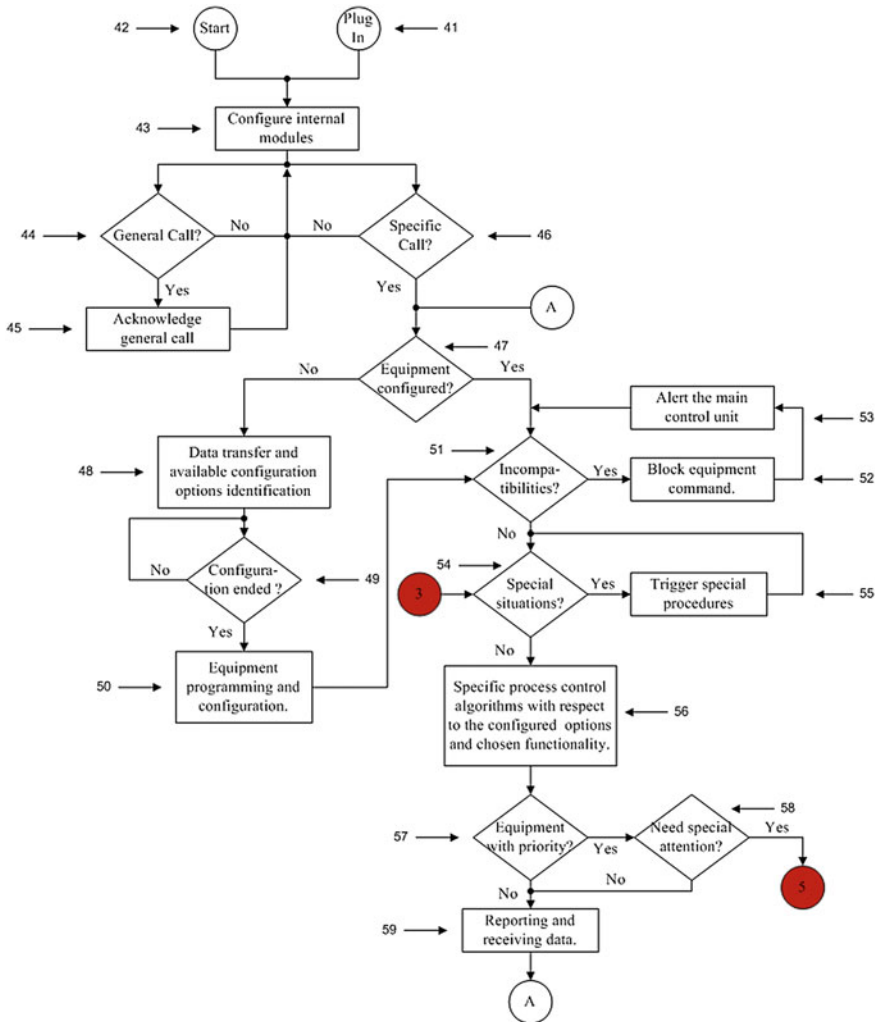 42
Start
Plug
In
41
43
Configure internal
modules
44
General Call?
No
No
Specific
Call?
46
Yes
Yes
45
Acknowledge
general call
A
47
No
Equipment
configured?
Yes
Alert the main
control unit
53
48
Data transfer and
available configuration
options identification
51
Incompa-
tibilities?
Yes
Block equipment
command.
52
No
No
Configura-
tion ended ?
49
54
3
Special
situations?
Yes
Trigger special
procedures
55
Yes
No
50
Equipment
programming and
configuration.
Specific process control
algorithms with respect
to the configured options
and chosen functionality.
56
58
57
Equipment
with priority?
Yes
Need special
attention?
Yes
No
No
5
59
Reporting and
receiving data.
A